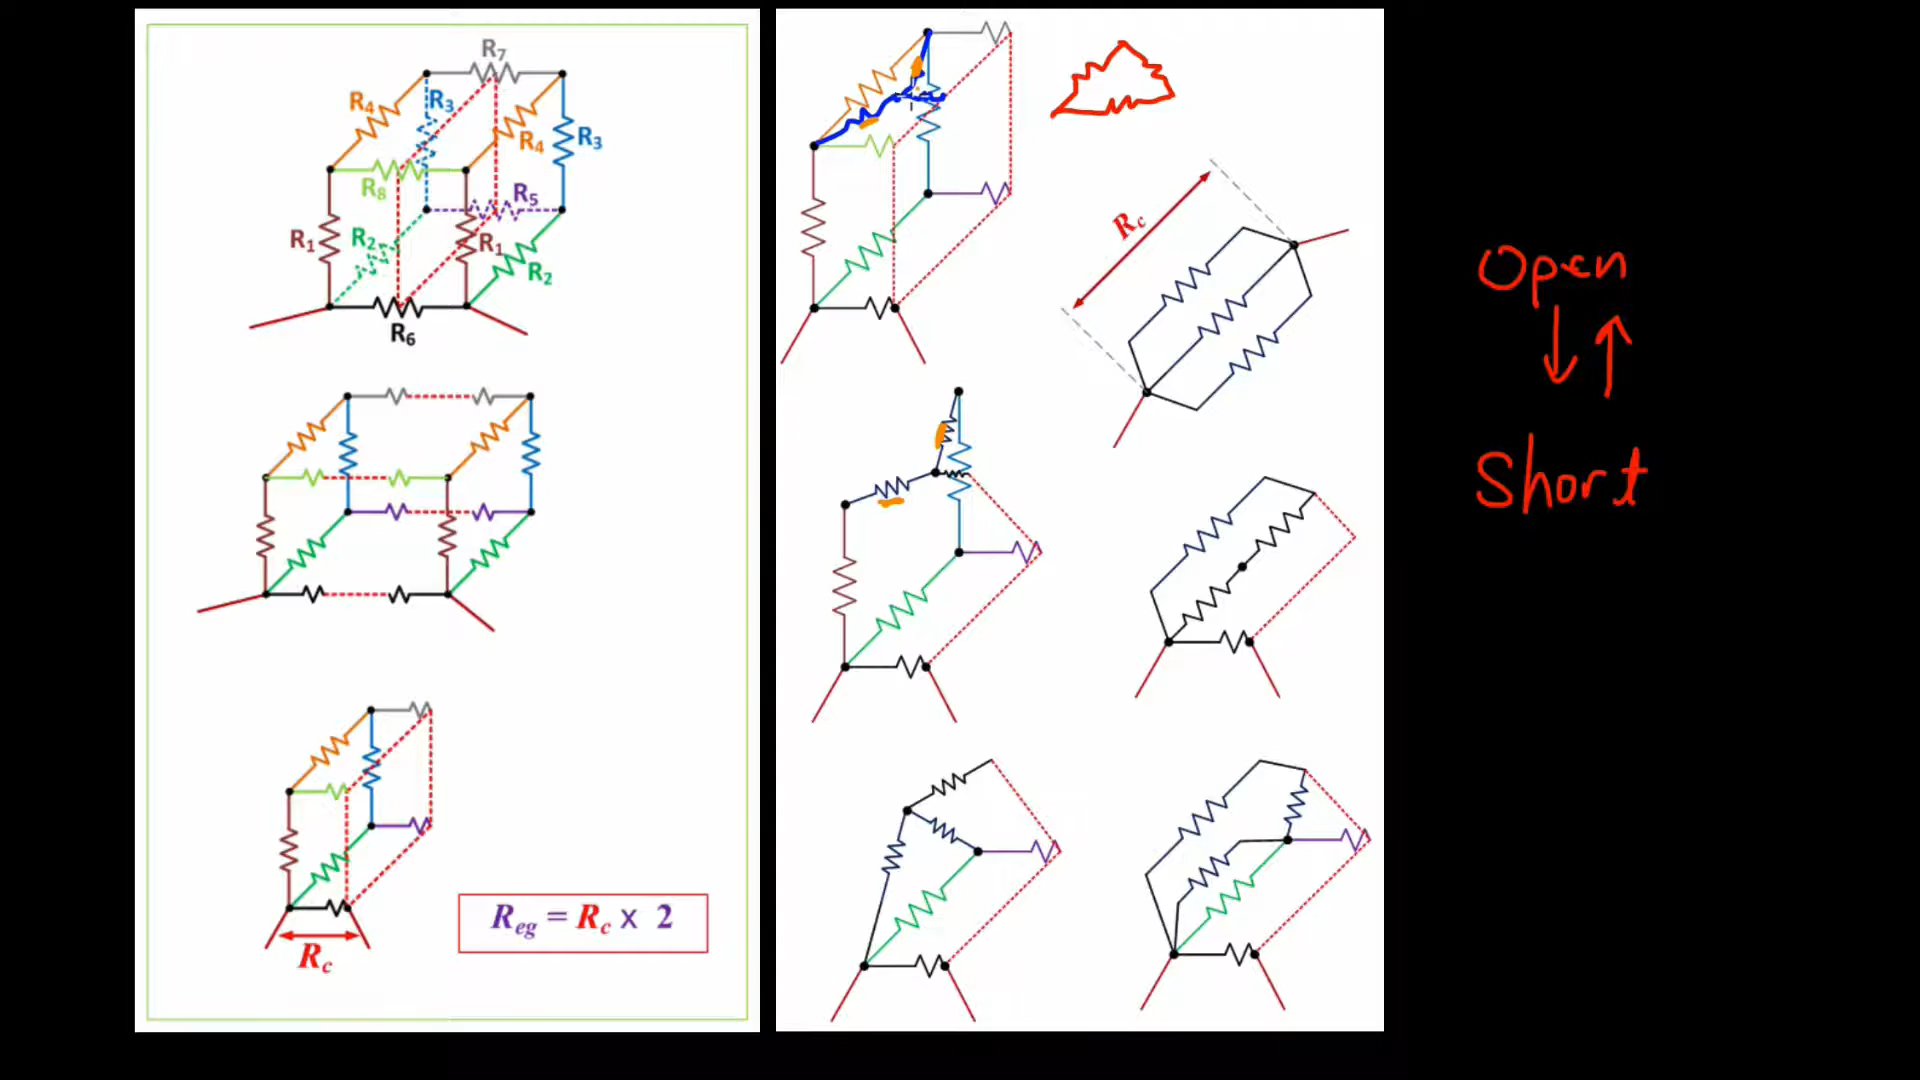 R7
R4 R3
R4 R3
R8
R5
R1 R2 R1 R2
R6
Reg = Rc x 2
Rc
Rc
Open
Short